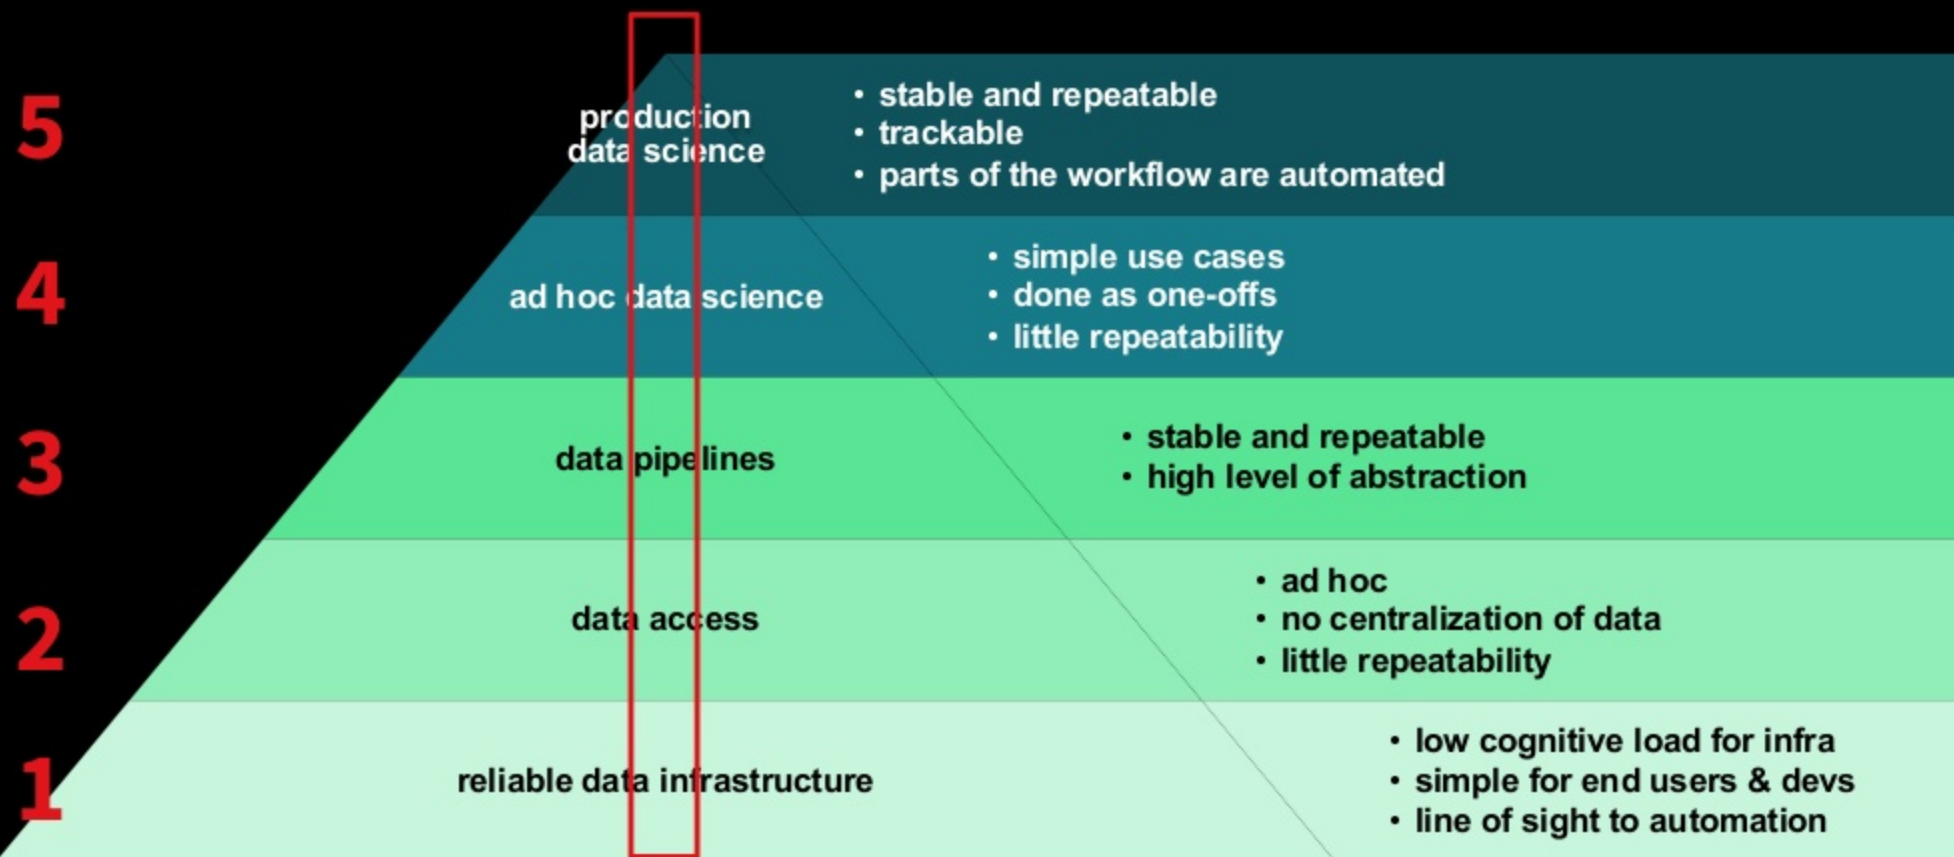 5
production
data science
• stable and repeatable
• trackable
• parts of the workflow are automated
4
ad hoc data science
• simple use cases
• done as one-offs
• little repeatability
3
data pipelines
• stable and repeatable
• high level of abstraction
2
data access
• ad hoc
• no centralization of data
• little repeatability
1
reliable data infrastructure
• low cognitive load for infra
• simple for end users & devs
• line of sight to automation